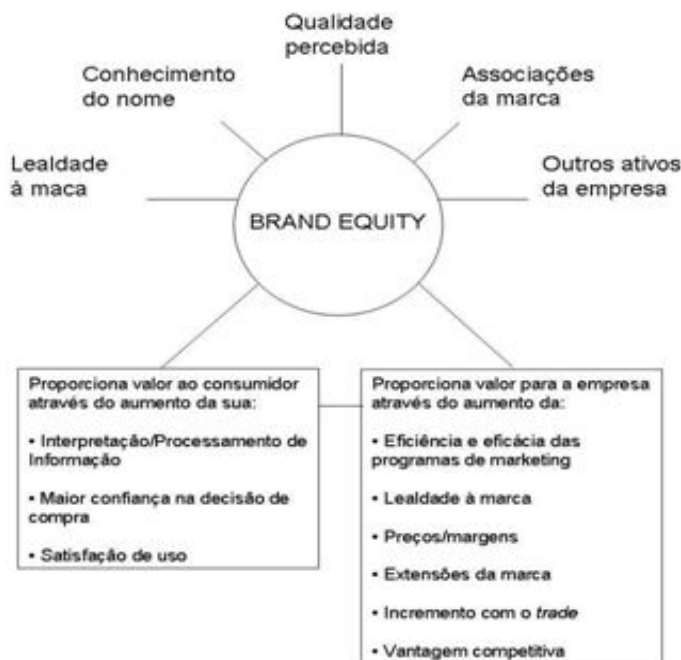 Qualidade
percebida
Conhecimento
do nome
Associações
da marca
Lealdade
à maca
Outros ativos
da empresa
BRAND EQUITY
Proporciona valor ao consumidor
através do aumento da sua:
• Interpretação/Processamento de
Informação
• Maior confiança na decisão de
compra
• Satisfação de uso
Proporciona valor para a empresa
através do aumento da:
• Eficiência e eficácia das
programas de marketing
• Lealdade à marca
• Preços/margens
• Extensões da marca
• Incremento com o trade
• Vantagem competitiva